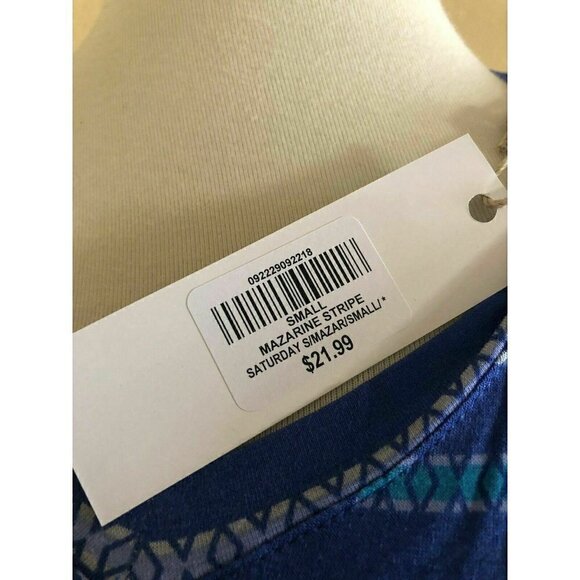 092229092218
SMALL
MAZARINE STRIPE
SATURDAY S/MAZAR/SMALL/*
$21.99